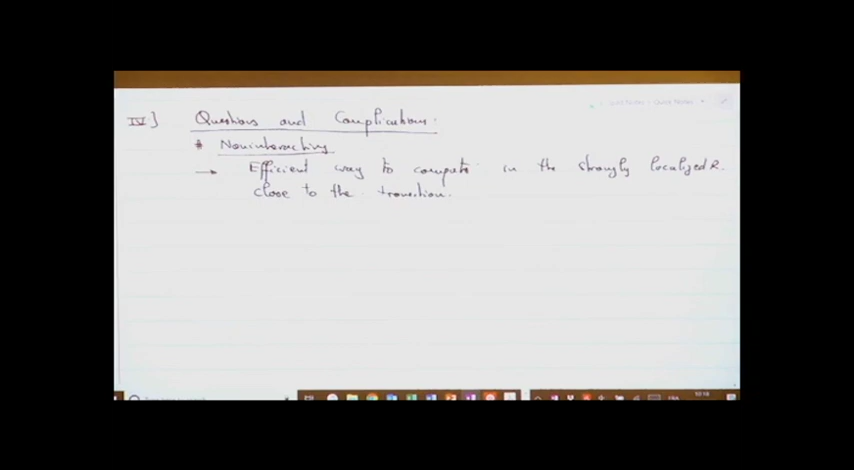 IV] Questions and Complications.
* Noninteracting
→ Efficient way to compute in the strongly localized R.
close to the transition.